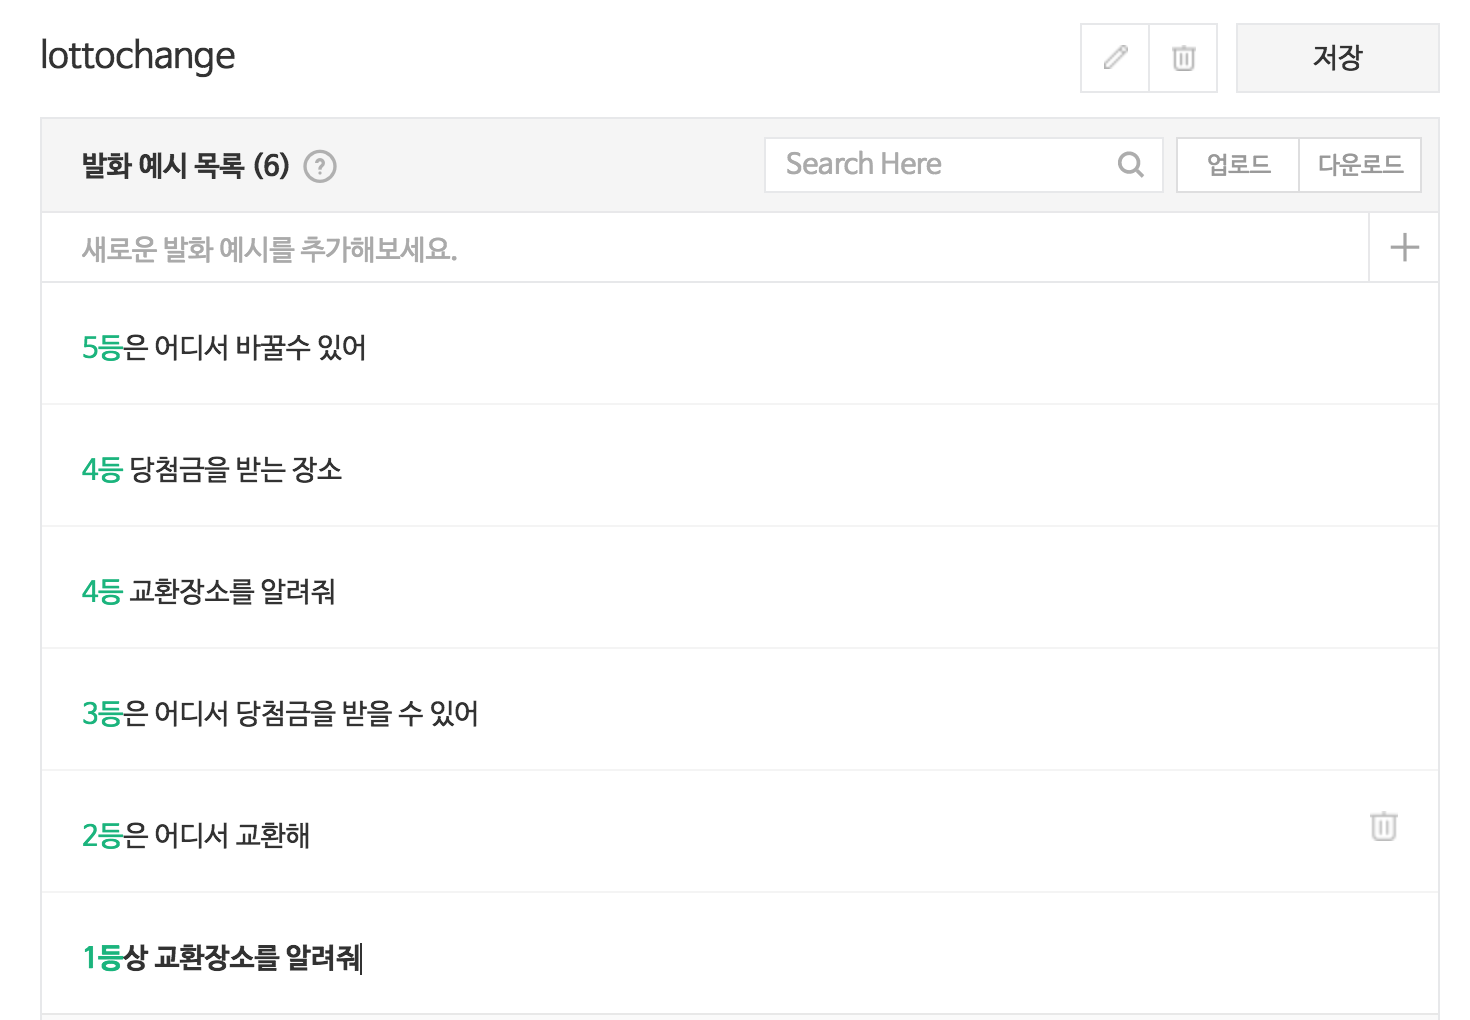 lottochange
저장
발화 예시 목록 (6) ?
Search Here
업로드
다운로드
새로운 발화 예시를 추가해보세요.
5등은 어디서 바꿀수 있어
4등 당첨금을 받는 장소
4등 교환장소를 알려줘
3등은 어디서 당첨금을 받을 수 있어
2등은 어디서 교환해
1등상 교환장소를 알려줘